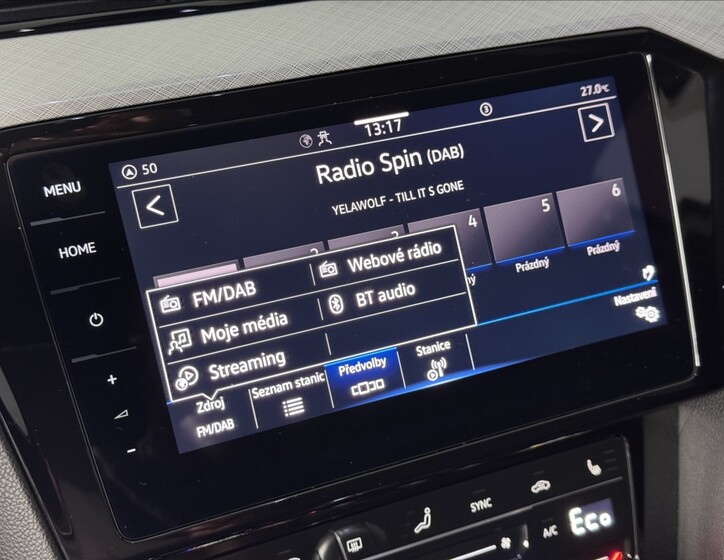 MENU
HOME
+
-
50
13:17
3
27.0°C
Radio Spin (DAB)
YELAWOLF - TILL IT S GONE
4
5
6
Prázdný
Prázdný
FM/DAB
Webové rádio
Moje média
BT audio
Streaming
Nastavení
Zdroj
FM/DAB
Seznam stanic
Předvolby
Stanice
SYNC
A/C
Eco